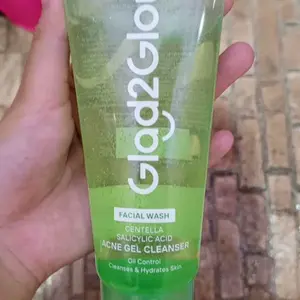 Glad2Glow
FACIAL WASH
CENTELLA
SALICYLIC ACID
ACNE GEL CLEANSER
Oil Control
Cleanses & Hydrates Skin